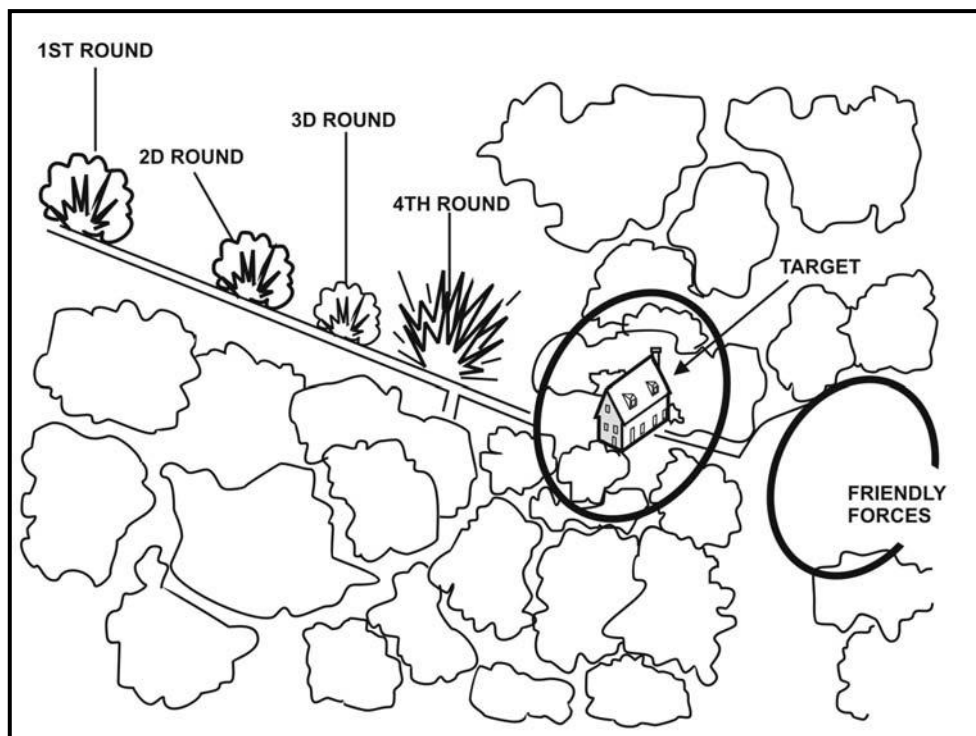 1ST ROUND
2D ROUND
3D ROUND
4TH ROUND
TARGET
FRIENDLY
FORCES